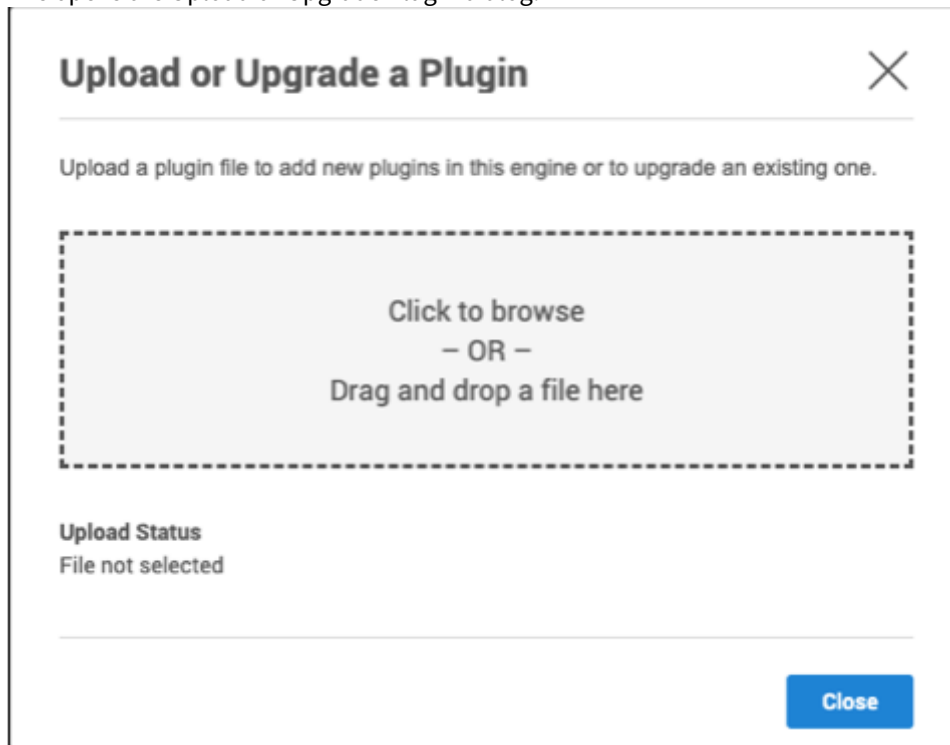 Upload or Upgrade a Plugin
Upload a plugin file to add new plugins in this engine or to upgrade an existing one.
Click to browse
– OR –
Drag and drop a file here
Upload Status
File not selected
Close